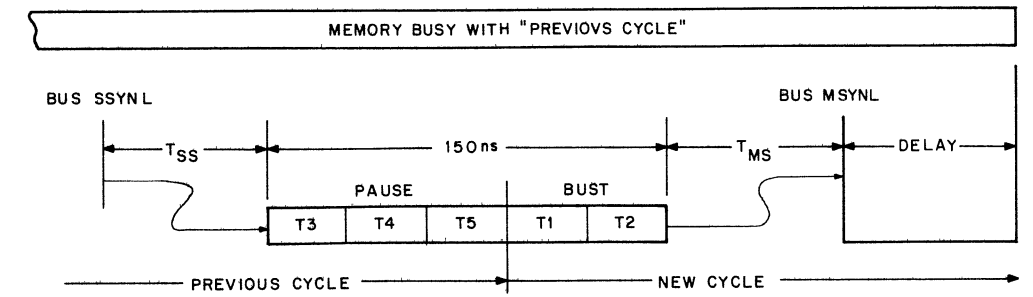 MEMORY BUSY WITH "PREVIOVS CYCLE"
BUS SSYNL
BUS MSYNL
TSS
150ns
TMS
DELAY
PAUSE
BUST
T3 T4 T5 T1 T2
PREVIOUS CYCLE
NEW CYCLE